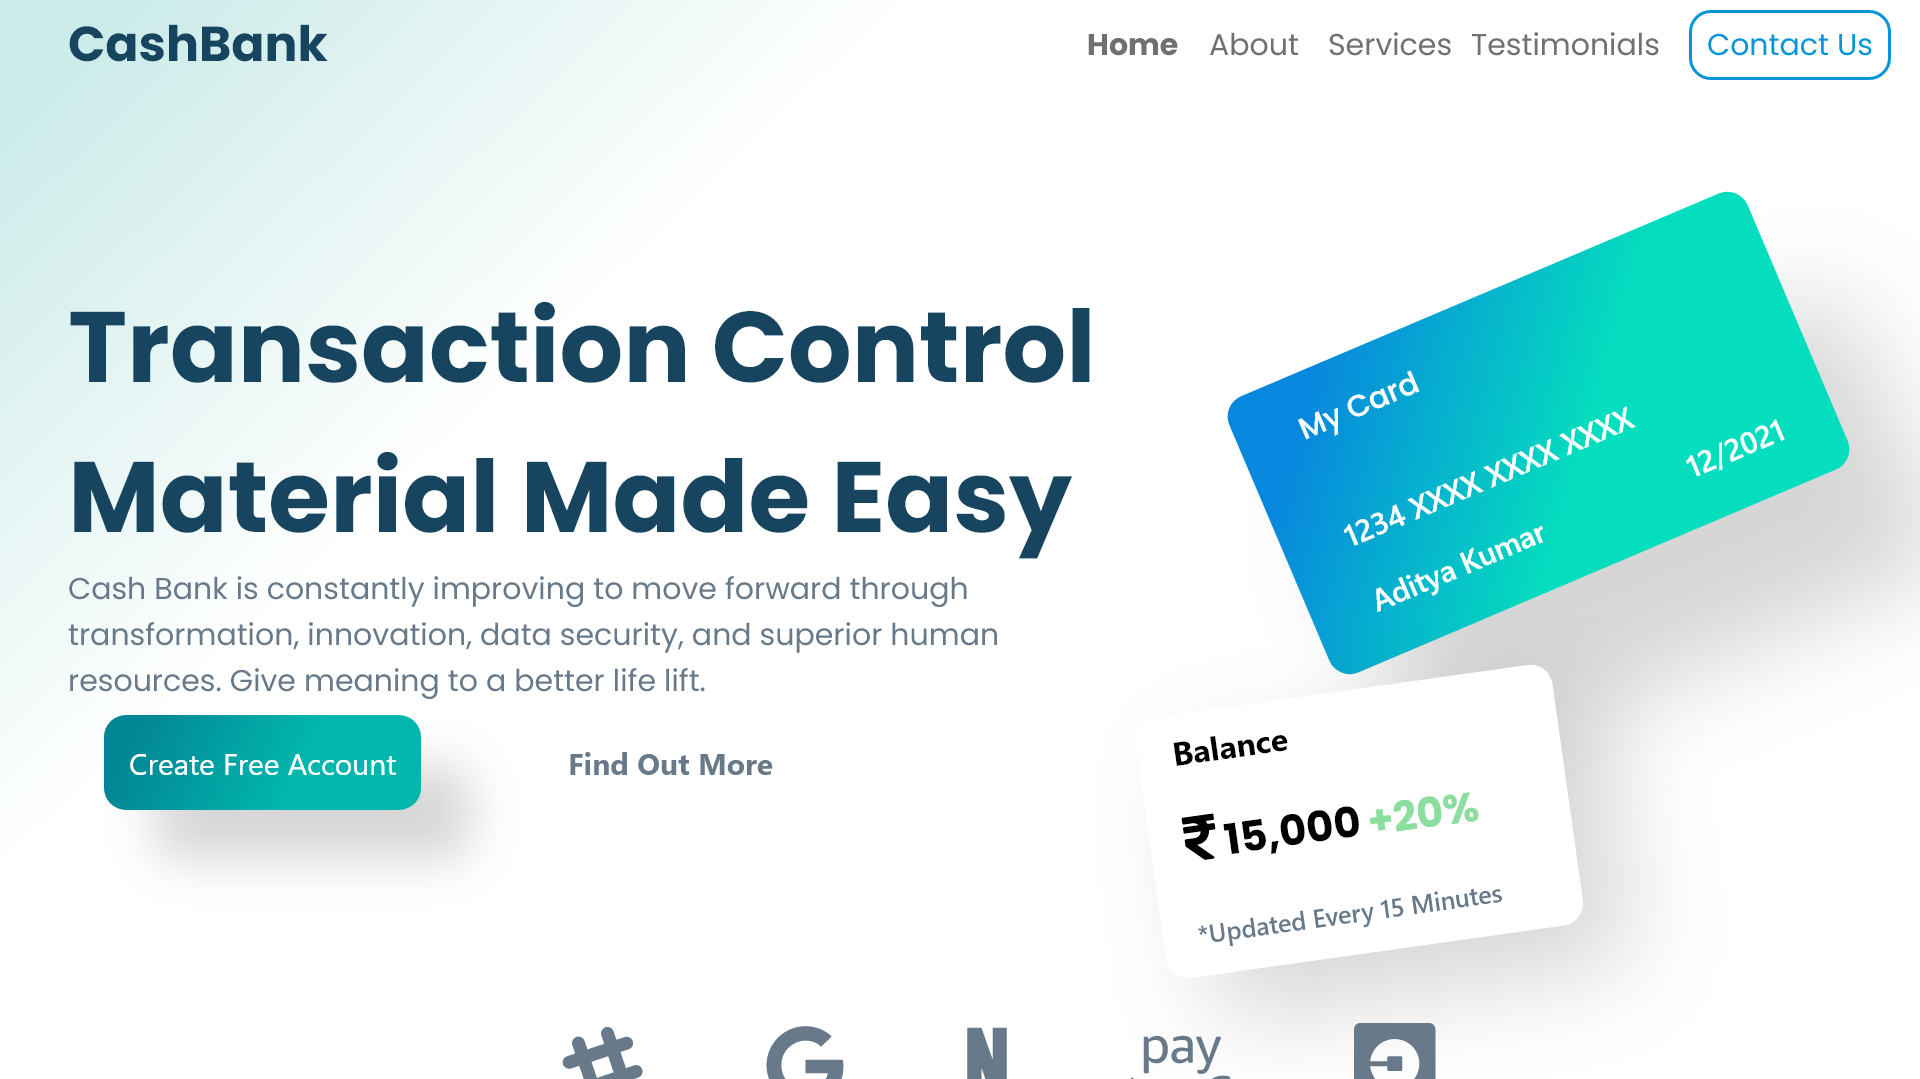 CashBank
Home
About
Services
Testimonials
Contact Us
Transaction Control
Material Made Easy
Cash Bank is constantly improving to move forward through
transformation, innovation, data security, and superior human
resources. Give meaning to a better life lift.
Create Free Account
Find Out More
My Card
1234 XXXX XXXX XXXX
12/2021
Aditya Kumar
Balance
₹ 15,000 +20%
*Updated Every 15 Minutes
pay